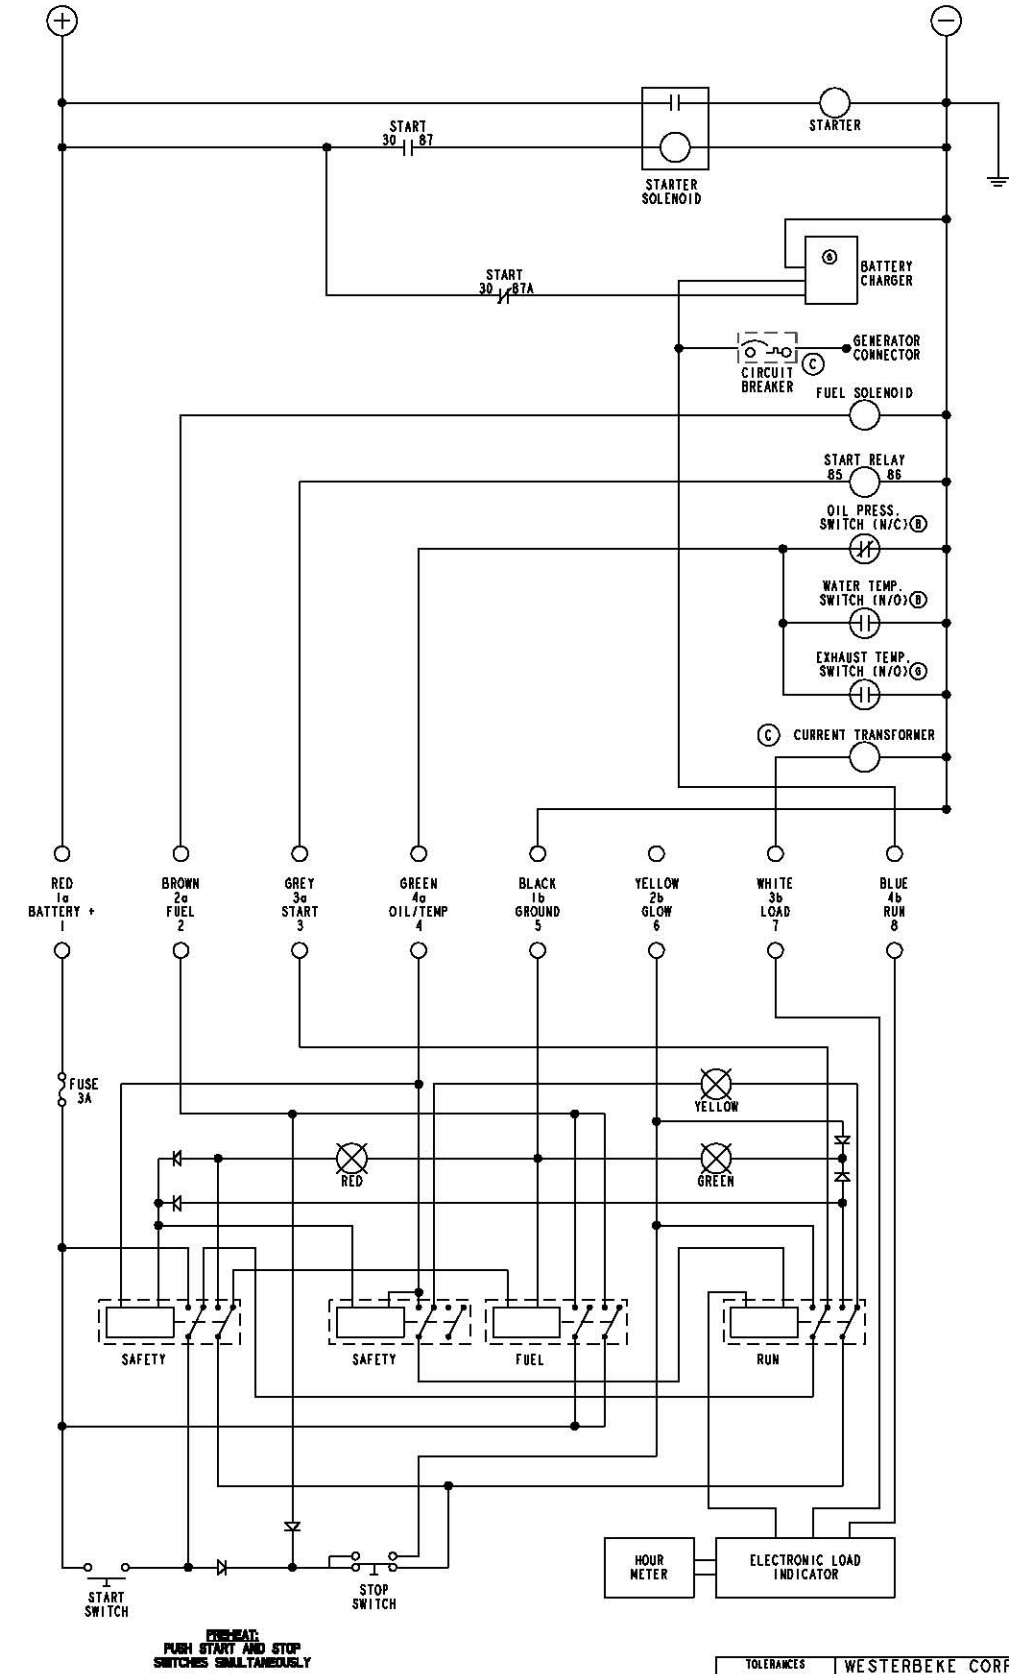 +
−
STARTER
START
30 87
STARTER
SOLENOID
G
BATTERY
CHARGER
START
30 87A
GENERATOR
CONNECTOR
C
CIRCUIT
BREAKER
FUEL SOLENOID
START RELAY
85 86
OIL PRESS.
SWITCH (N/C) B
WATER TEMP.
SWITCH (N/O) B
EXHAUST TEMP.
SWITCH (N/O) G
C CURRENT TRANSFORMER
RED
1a
BATTERY +
1
BROWN
2a
FUEL
2
GREY
3a
START
3
GREEN
4a
OIL/TEMP
4
BLACK
1b
GROUND
5
YELLOW
2b
GLOW
6
WHITE
3b
LOAD
7
BLUE
4b
RUN
8
FUSE
3A
YELLOW
RED
GREEN
SAFETY
SAFETY
FUEL
RUN
START
SWITCH
STOP
SWITCH
HOUR
METER
ELECTRONIC LOAD
INDICATOR
PREHEAT:
PUSH START AND STOP
SWITCHES SIMULTANEOUSLY
TOLERANCES
WESTERBEKE CORP